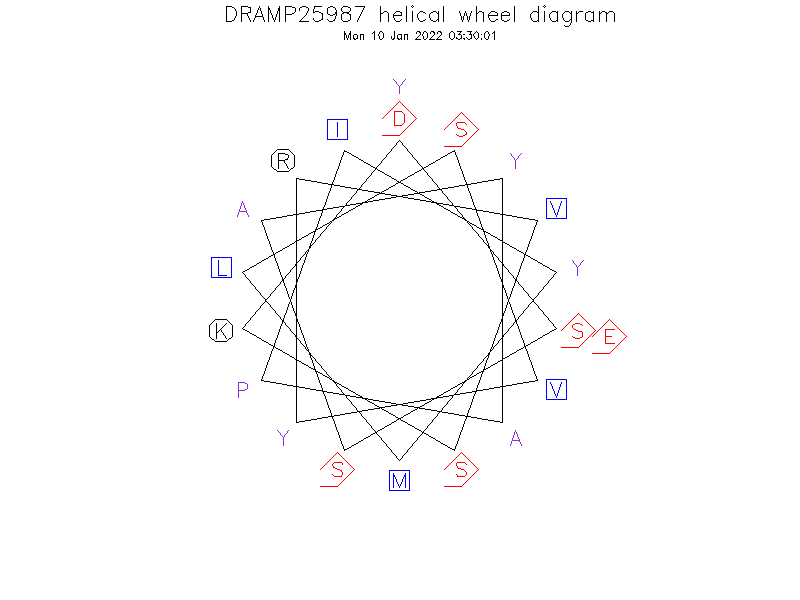 DRAMP25987 helical wheel diagram
Mon 10 Jan 2022 03:30:01
Y
I D S
R Y
A V
L Y
K S E
P V
Y A
S M S